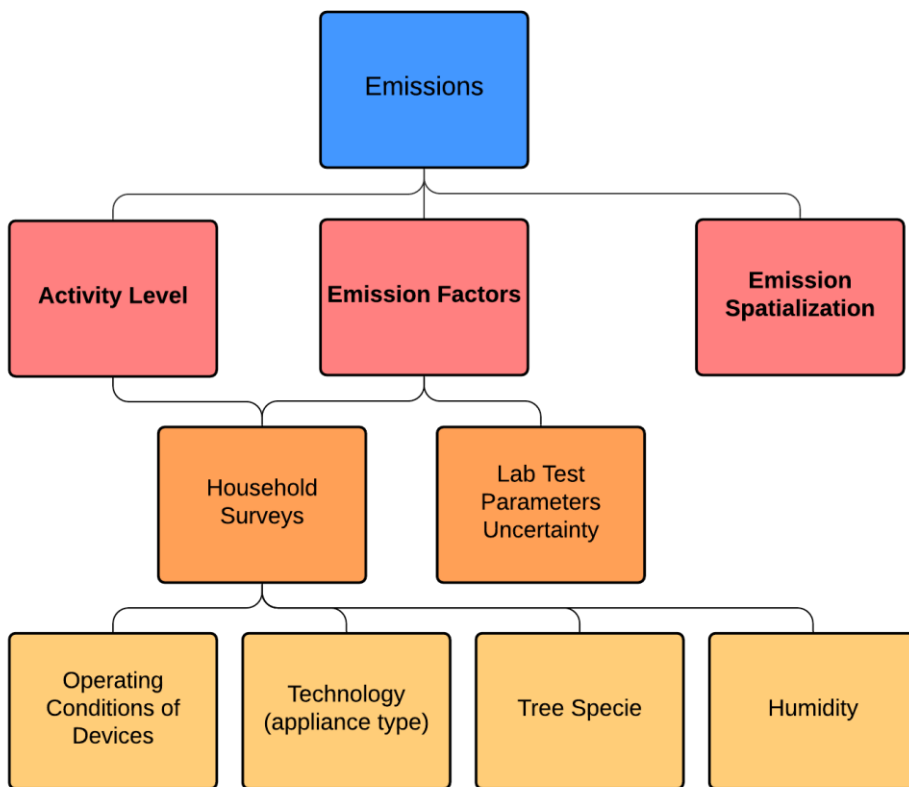 Emissions
Activity Level
Emission Factors
Emission
Spatialization
Household
Surveys
Lab Test
Parameters
Uncertainty
Operating
Conditions of
Devices
Technology
(appliance type)
Tree Specie
Humidity